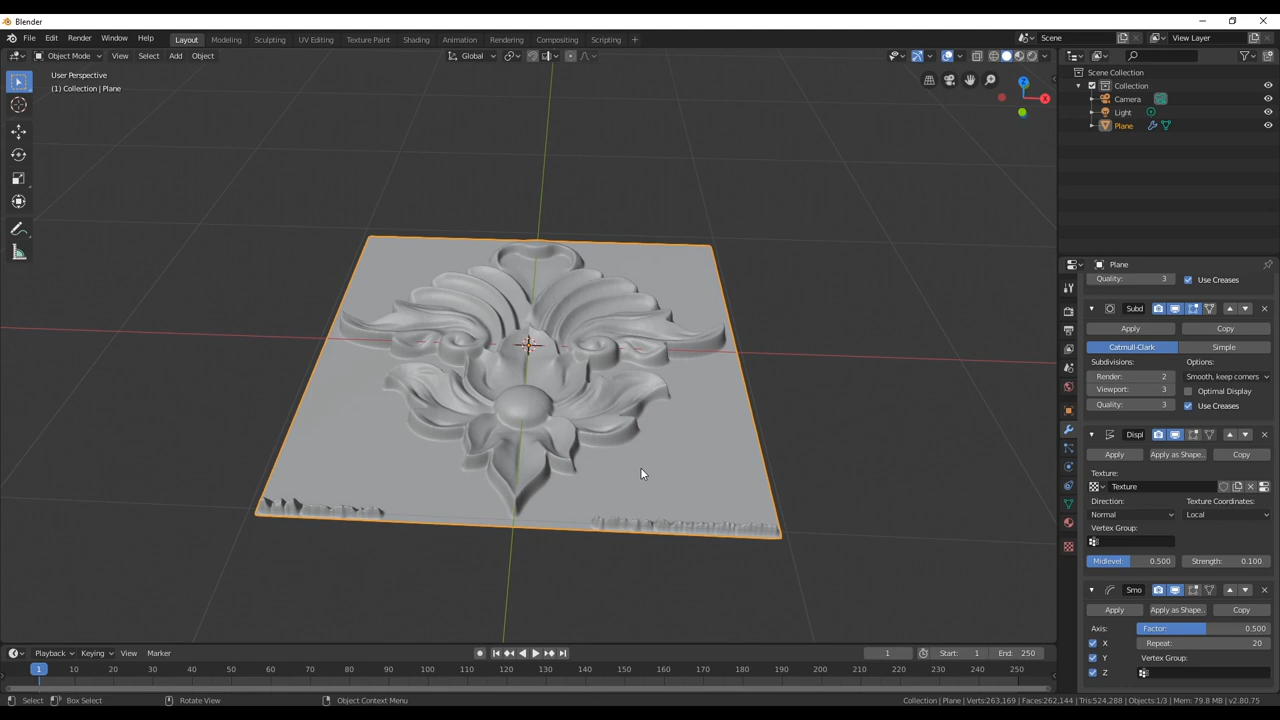 Blender
File Edit Render Window Help Layout Modeling Sculpting UV Editing Texture Paint Shading Animation Rendering Compositing Scripting + Scene View Layer
Object Mode View Select Add Object Global
User Perspective
(1) Collection | Plane
Z
X
Scene Collection
Collection
Camera
Light
Plane
Plane
Quality: 3 Use Creases
Subd
Apply Copy
Catmull-Clark Simple
Subdivisions: Options:
Render: 2 Smooth, keep corners
Viewport: 3 Optimal Display
Quality: 3 Use Creases
Displ
Apply Apply as Shape.. Copy
Texture:
Texture
Direction: Texture Coordinates:
Normal Local
Vertex Group:
Midlevel: 0.500 Strength: 0.100
Smo
Apply Apply as Shape.. Copy
Axis: Factor: 0.500
X Repeat: 20
Y Vertex Group:
Z
Playback Keying View Marker 1 Start: 1 End: 250
1 10 20 30 40 50 60 70 80 90 100 110 120 130 140 150 160 170 180 190 200 210 220 230 240 250
Select Box Select Rotate View Object Context Menu Collection | Plane | Verts:263,169 | Faces:262,144 | Tris:524,288 | Objects:1/3 | Mem: 79.8 MB | v2.80.75